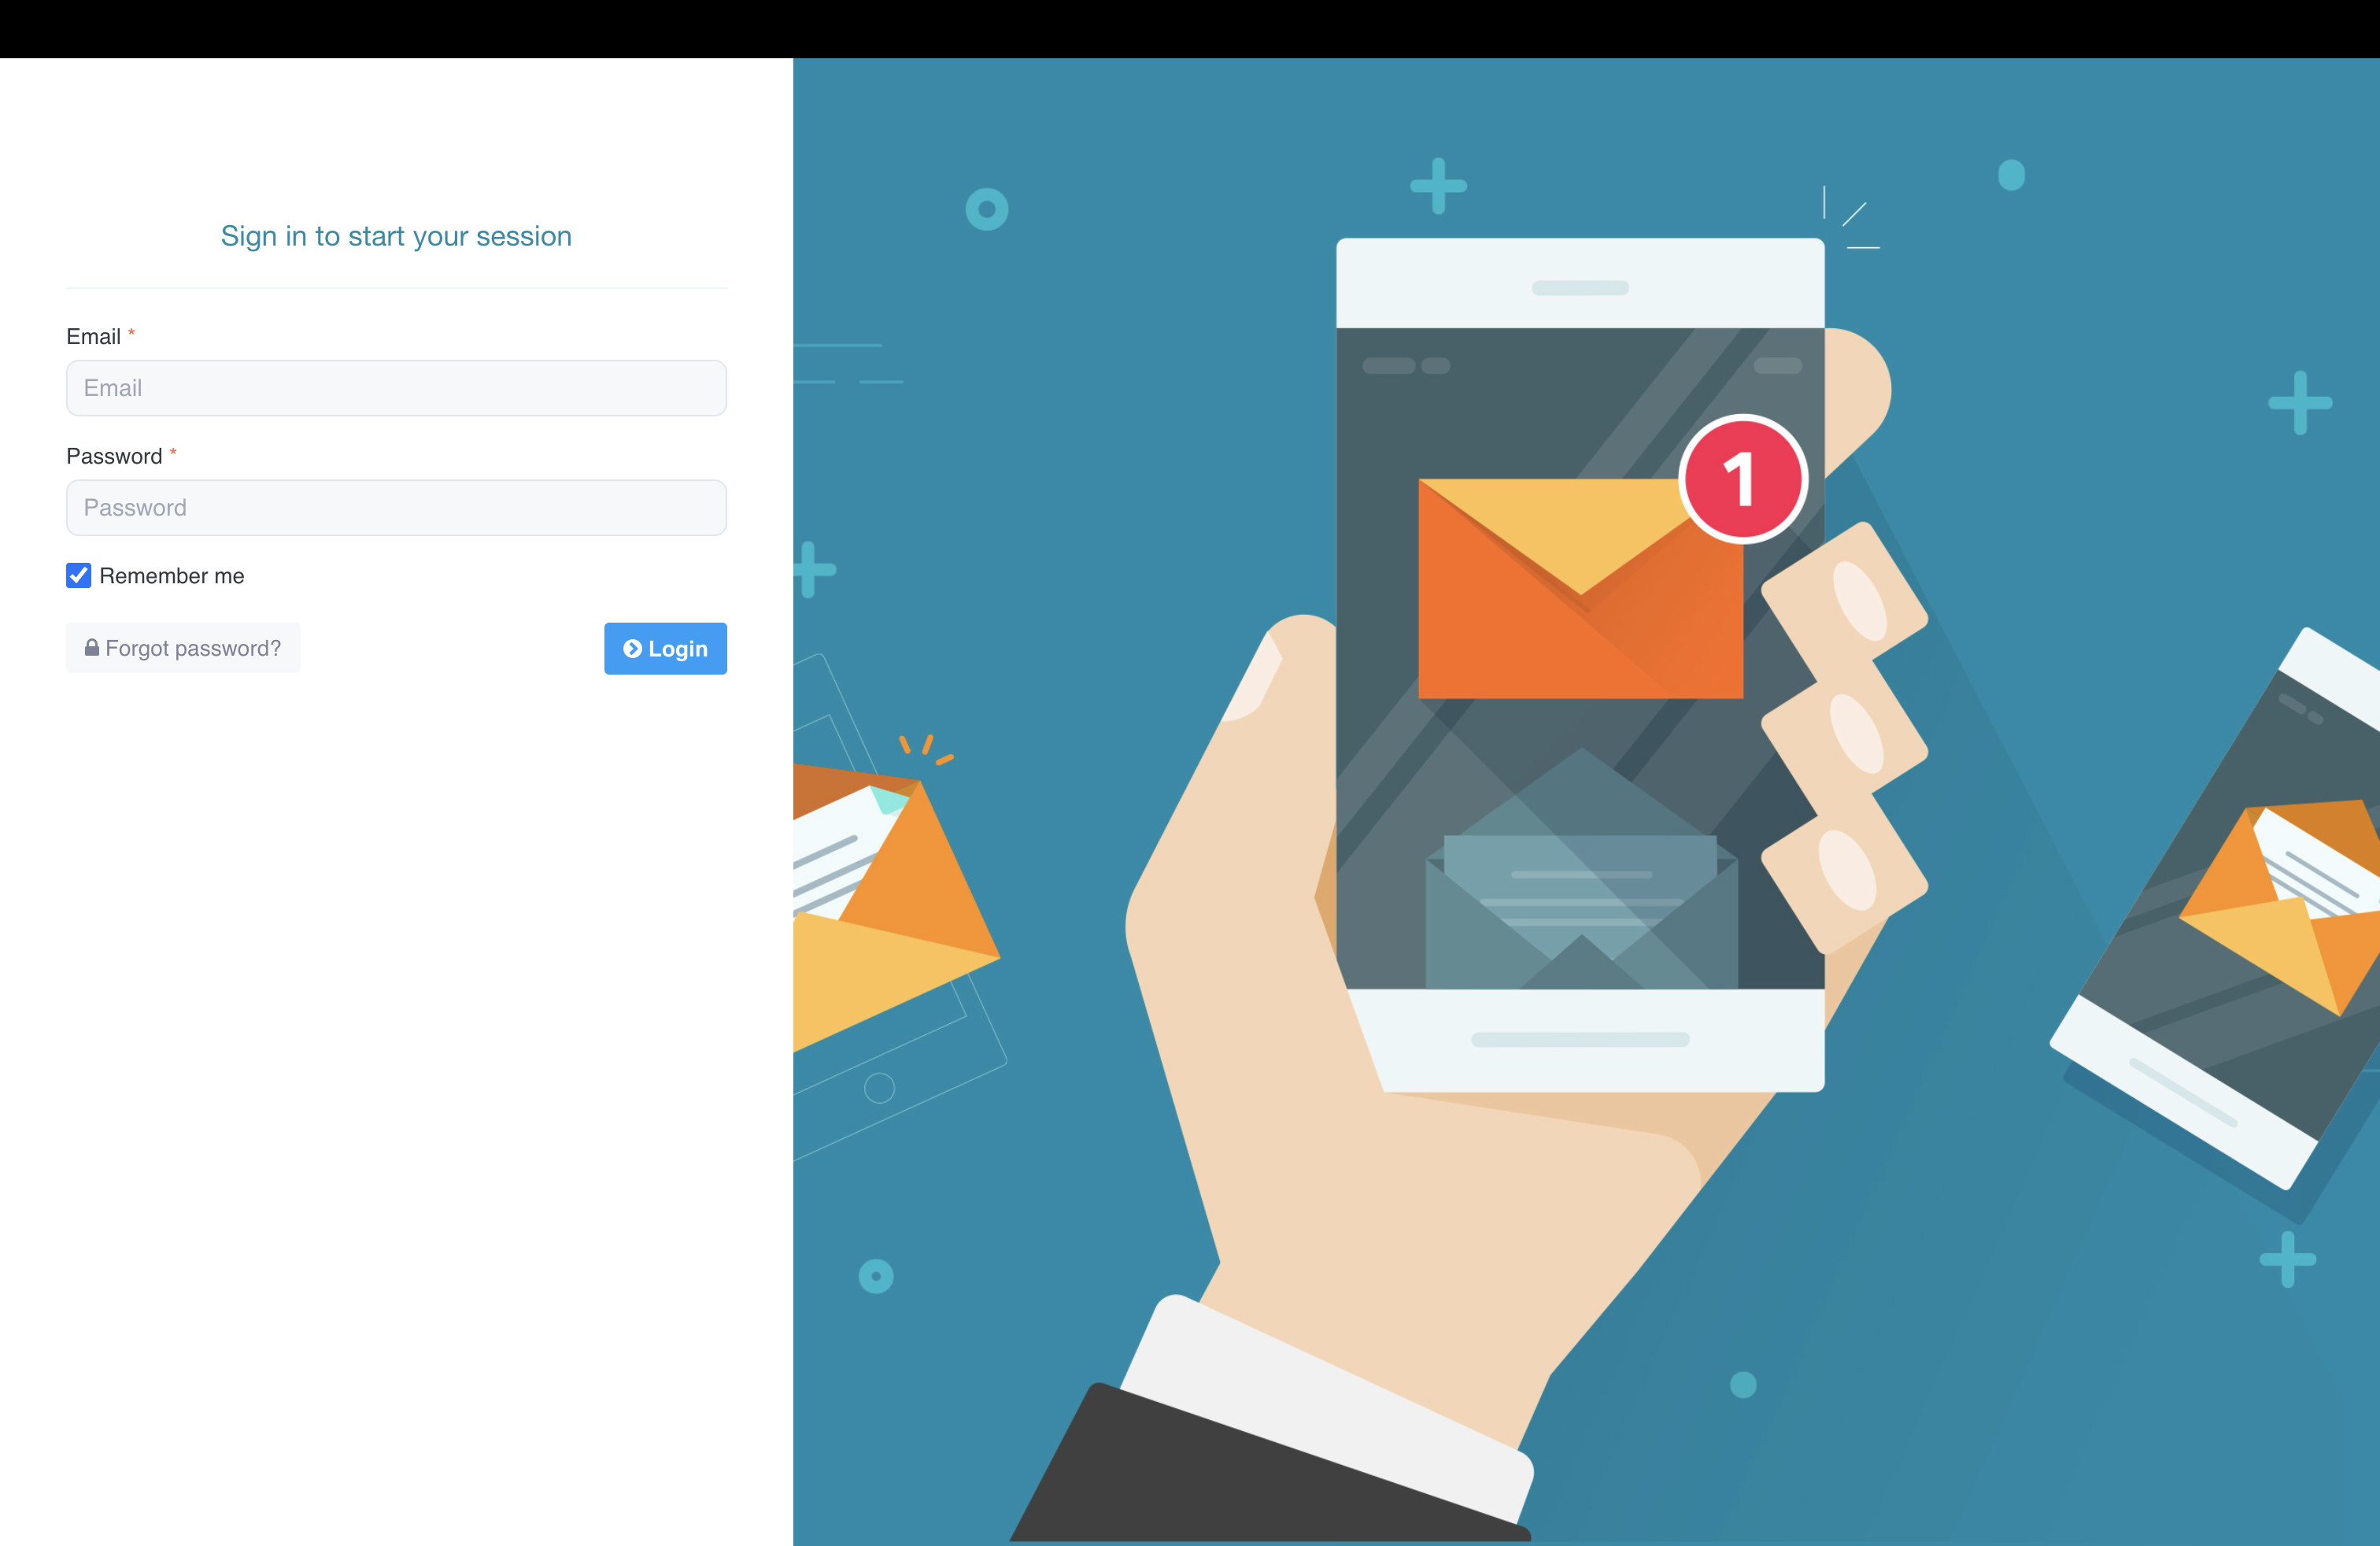 Sign in to start your session
Email *
Email
Password *
Password
Remember me
Forgot password?
Login
1